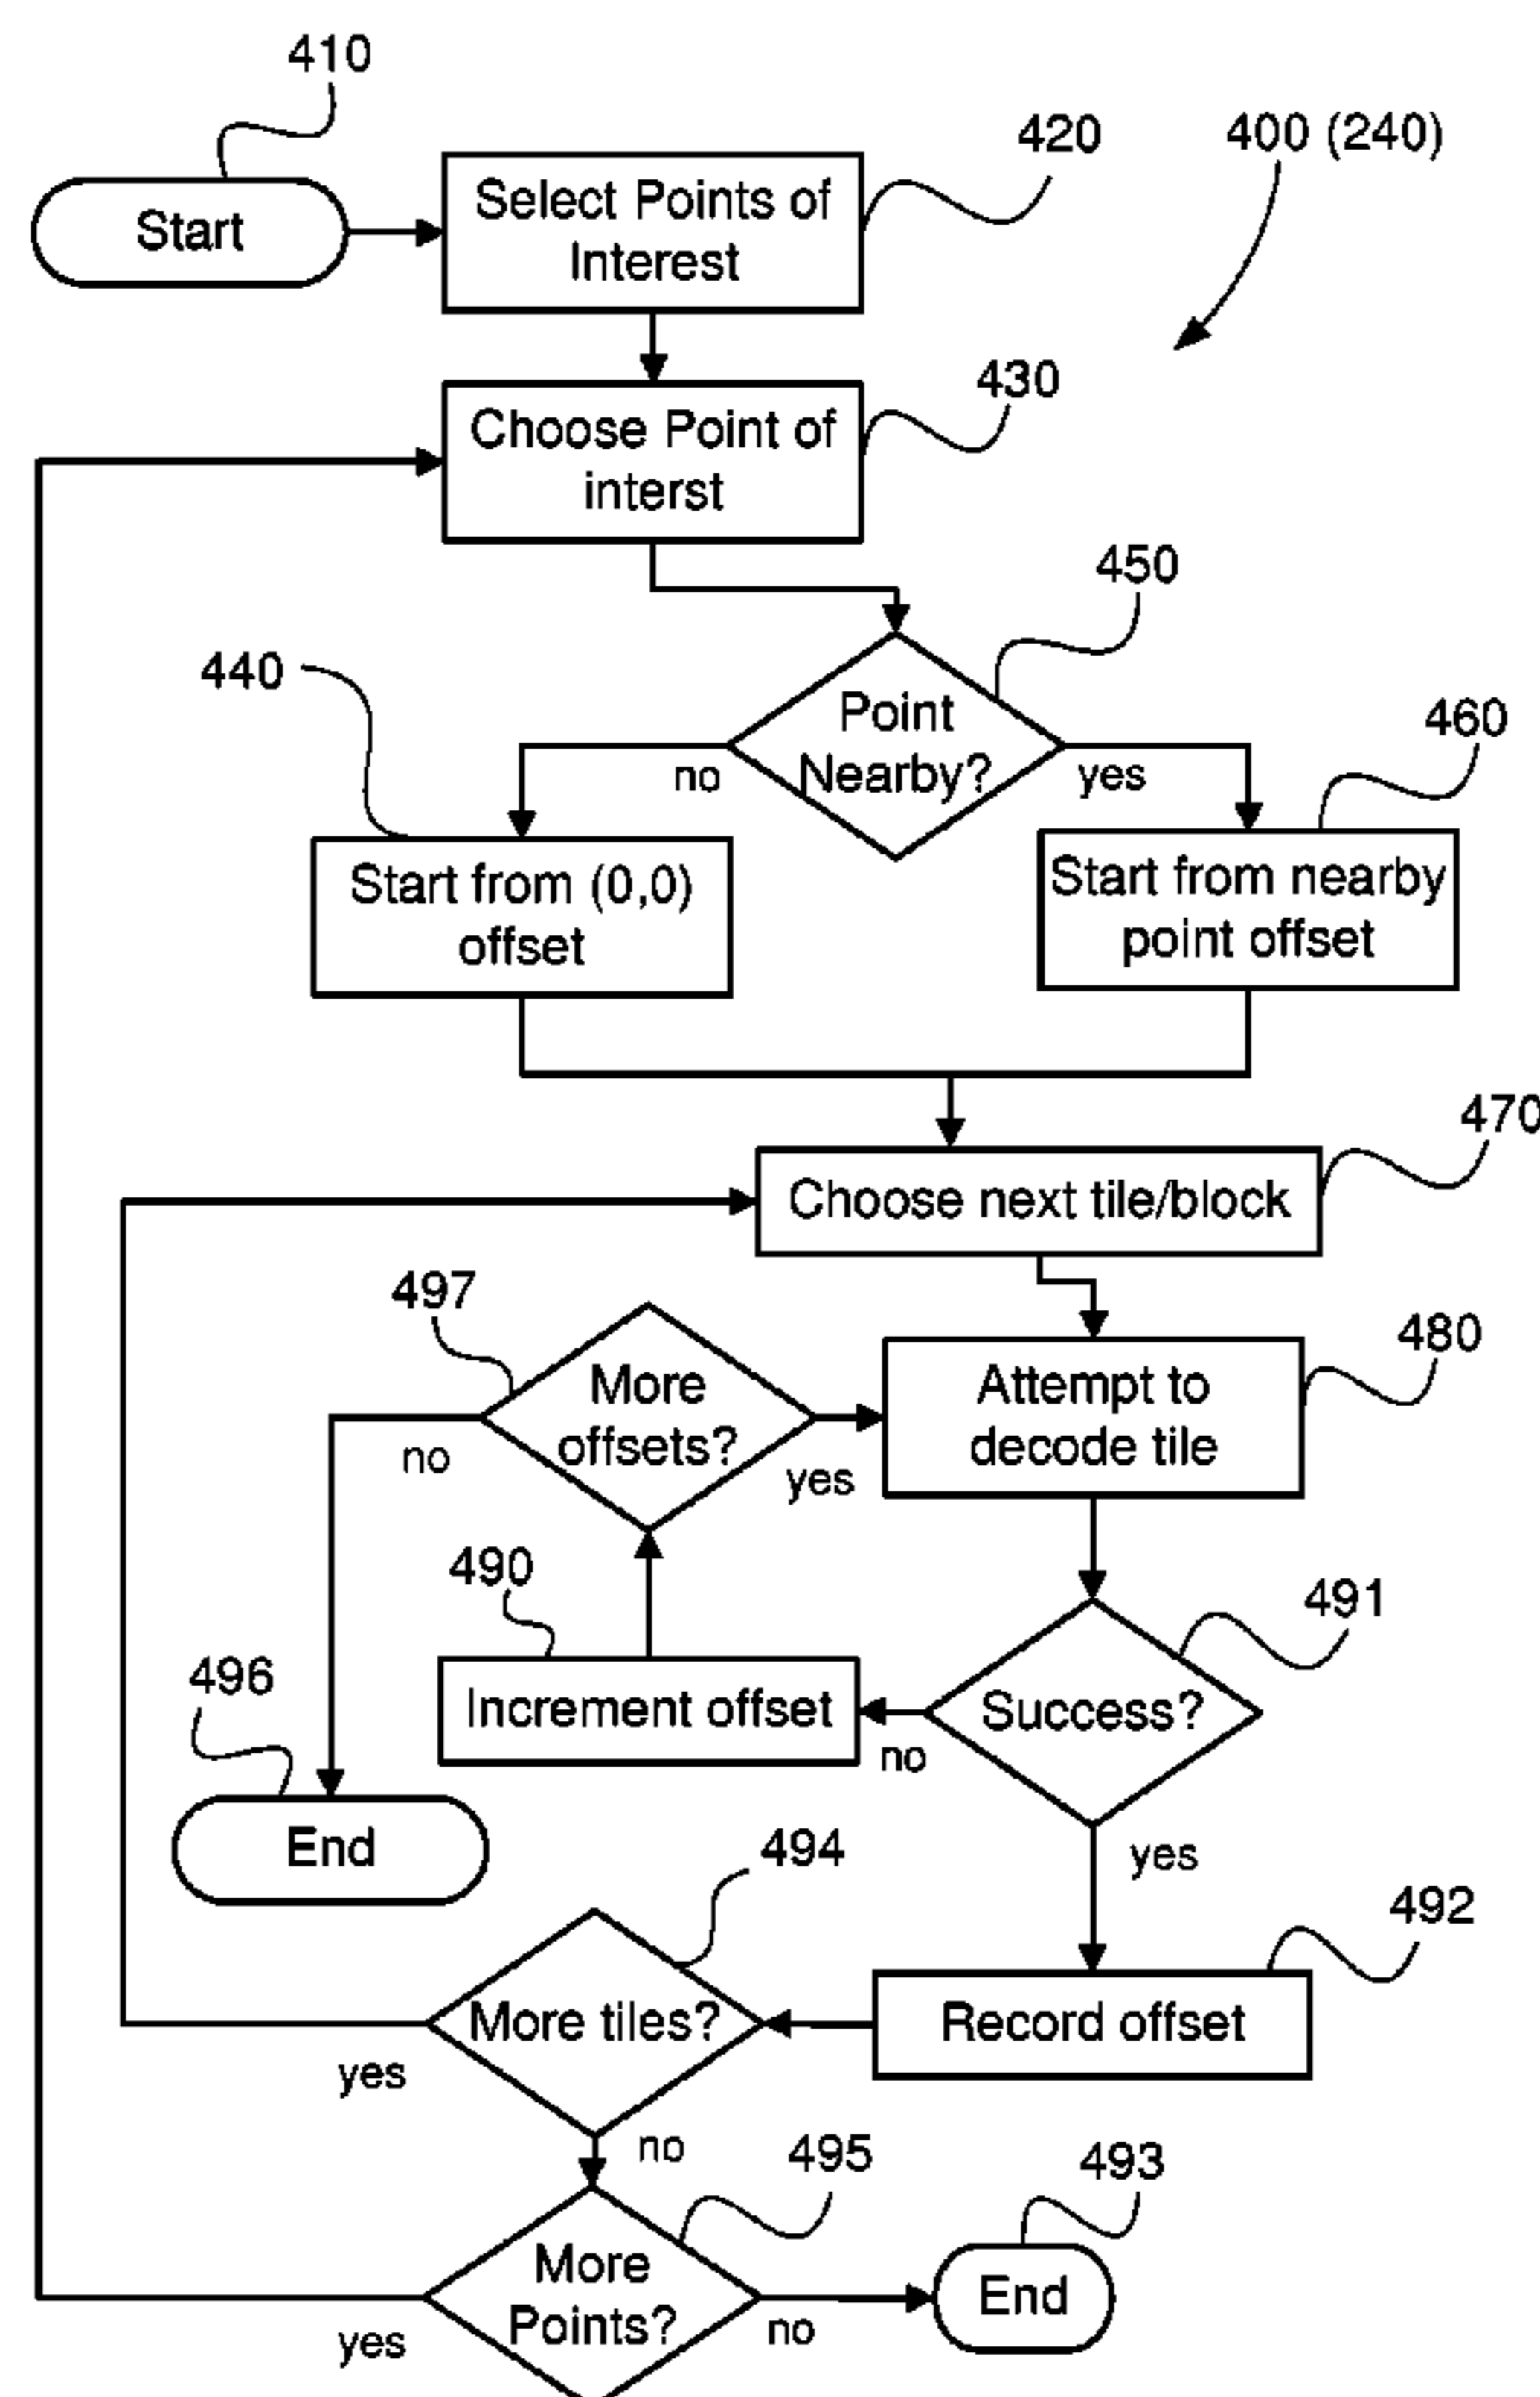 410
420
400 (240)
Start
Select Points of
Interest
430
Choose Point of
interst
450
440
Point
Nearby?
460
no
yes
Start from (0,0)
offset
Start from nearby
point offset
470
Choose next tile/block
497
480
More
offsets?
Attempt to
decode tile
no
yes
490
491
496
Increment offset
Success?
no
End
494
yes
492
More tiles?
Record offset
yes
no
495
493
More
Points?
End
yes
no